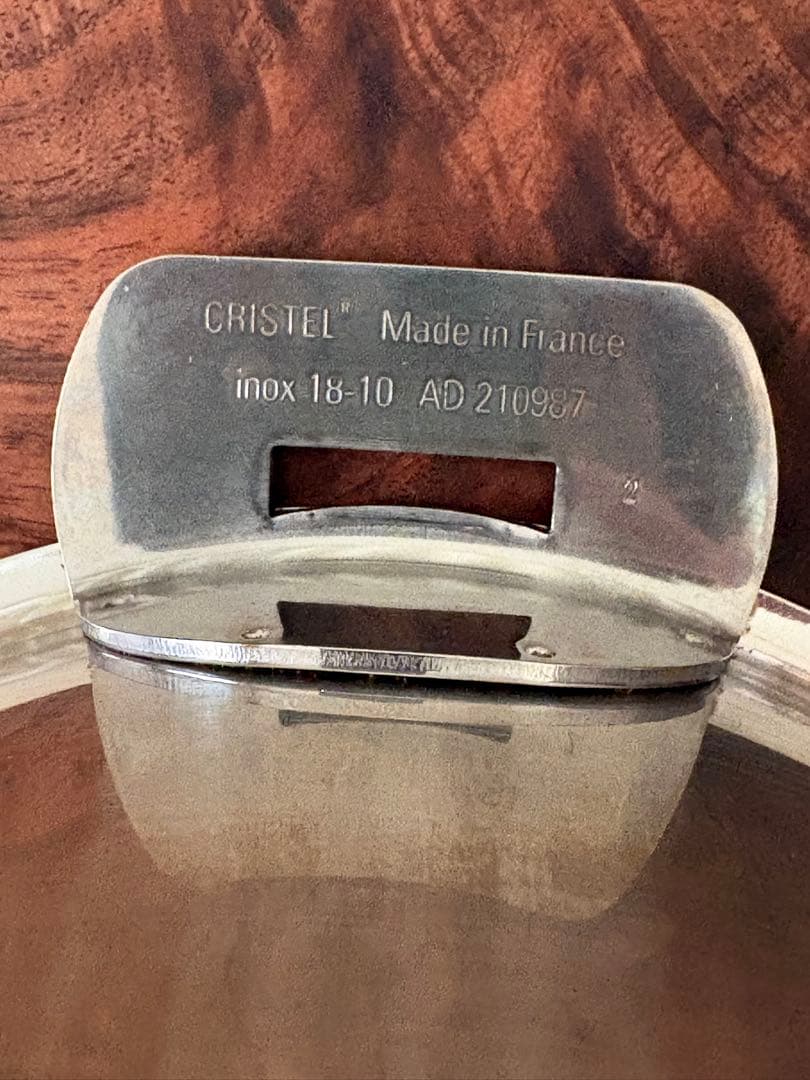 CRISTEL® Made in France
inox 18-10 AD 210987
2